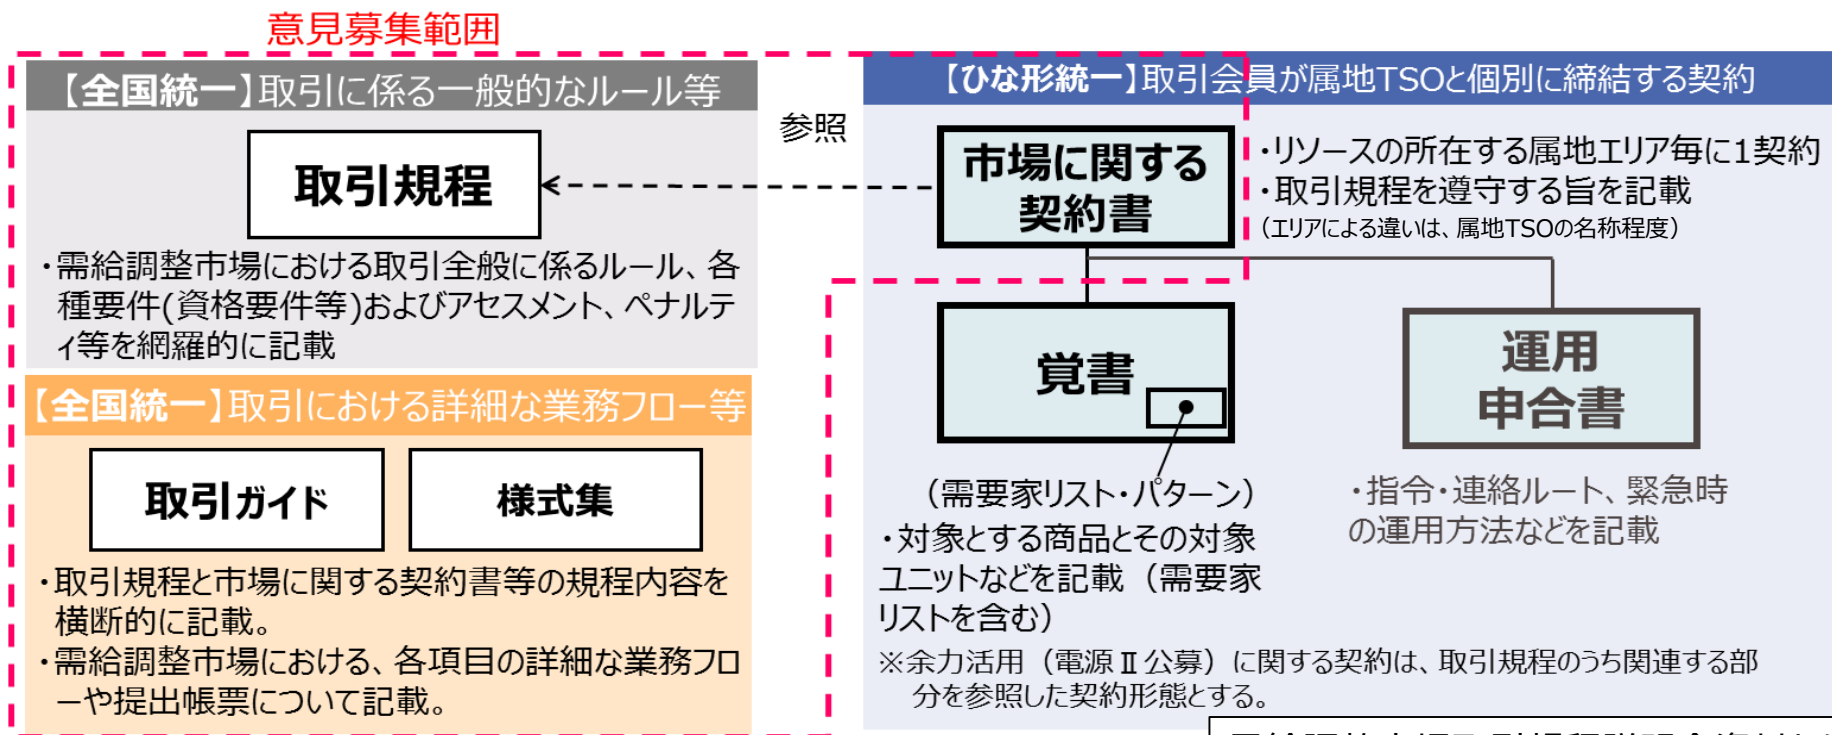 意見募集範囲
【全国統一】取引に係る一般的なルール等
取引規程
・需給調整市場における取引全般に係るルール、各
種要件(資格要件等)およびアセスメント、ペナルテ
ィ等を網羅的に記載
【全国統一】取引における詳細な業務フロー等
取引ガイド
様式集
・取引規程と市場に関する契約書等の規程内容を
横断的に記載。
・需給調整市場における、各項目の詳細な業務フロ
ーや提出帳票について記載。
参照
【ひな形統一】取引会員が属地TSOと個別に締結する契約
市場に関する
契約書
・リソースの所在する属地エリア毎に1契約
・取引規程を遵守する旨を記載
（エリアによる違いは、属地TSOの名称程度）
覚書
（需要家リスト・パターン）
・対象とする商品とその対象
ユニットなどを記載（需要家
リストを含む）
運用
申合書
・指令・連絡ルート、緊急時
の運用方法などを記載
※余力活用（電源Ⅱ公募）に関する契約は、取引規程のうち関連する部
分を参照した契約形態とする。